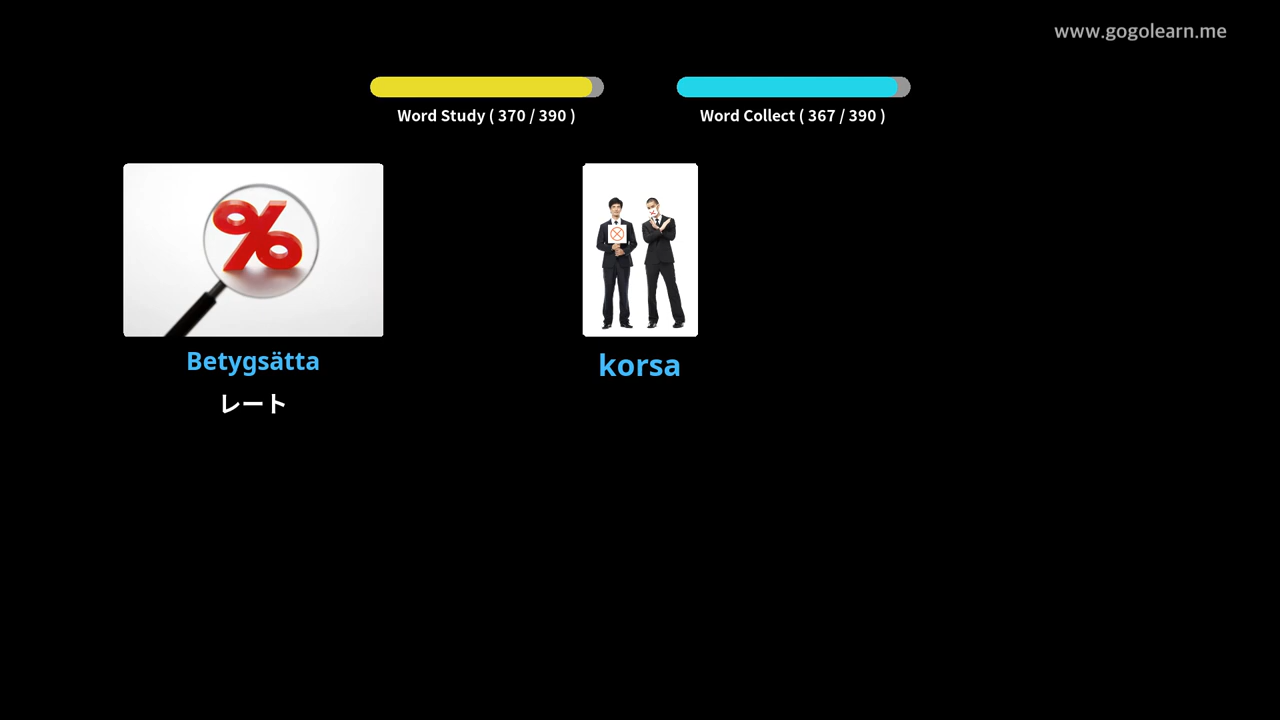 www.gogolearn.me
Word Study ( 370 / 390 )
Word Collect ( 367 / 390 )
Betygsätta
レート
korsa